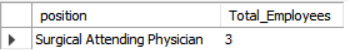 position Total_Employees
Surgical Attending Physician 3